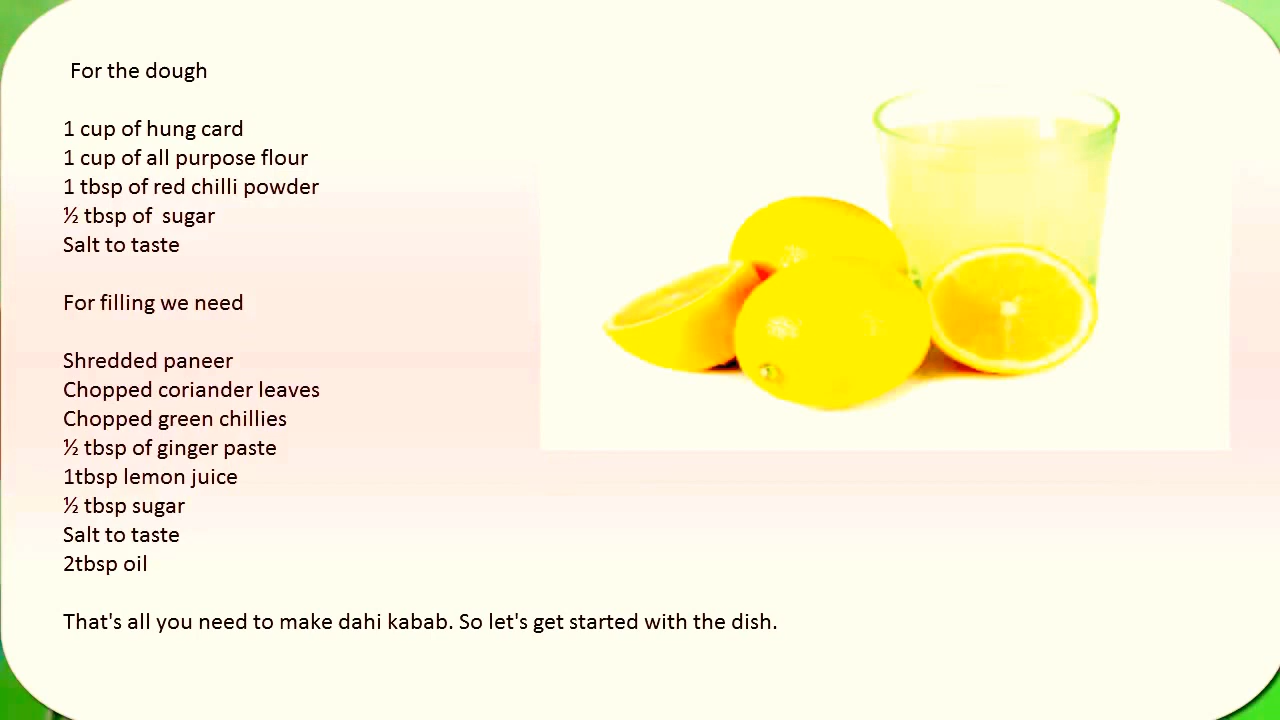 For the dough
1 cup of hung card
1 cup of all purpose flour
1 tbsp of red chilli powder
½ tbsp of  sugar
Salt to taste
For filling we need
Shredded paneer
Chopped coriander leaves
Chopped green chillies
½ tbsp of ginger paste
1tbsp lemon juice
½ tbsp sugar
Salt to taste
2tbsp oil
That's all you need to make dahi kabab. So let's get started with the dish.